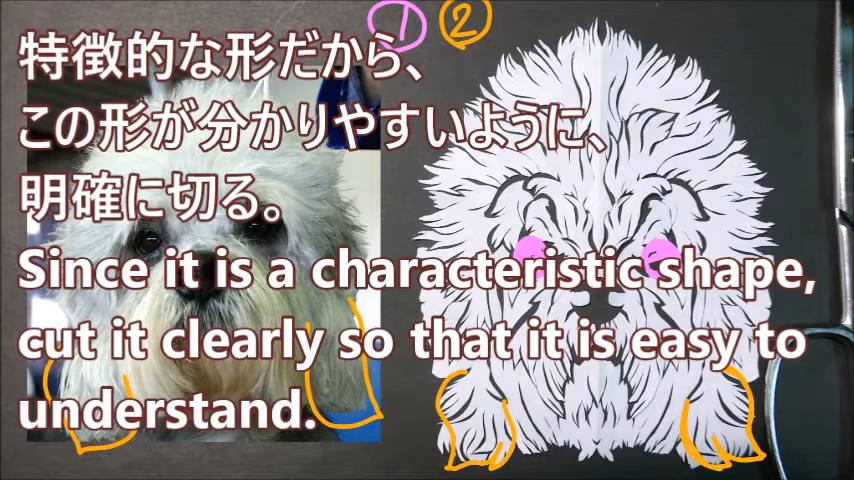 ① ②
特徴的な形だから、
この形が分かりやすいように、
明確に切る。
Since it is a characteristic shape,
cut it clearly so that it is easy to
understand.